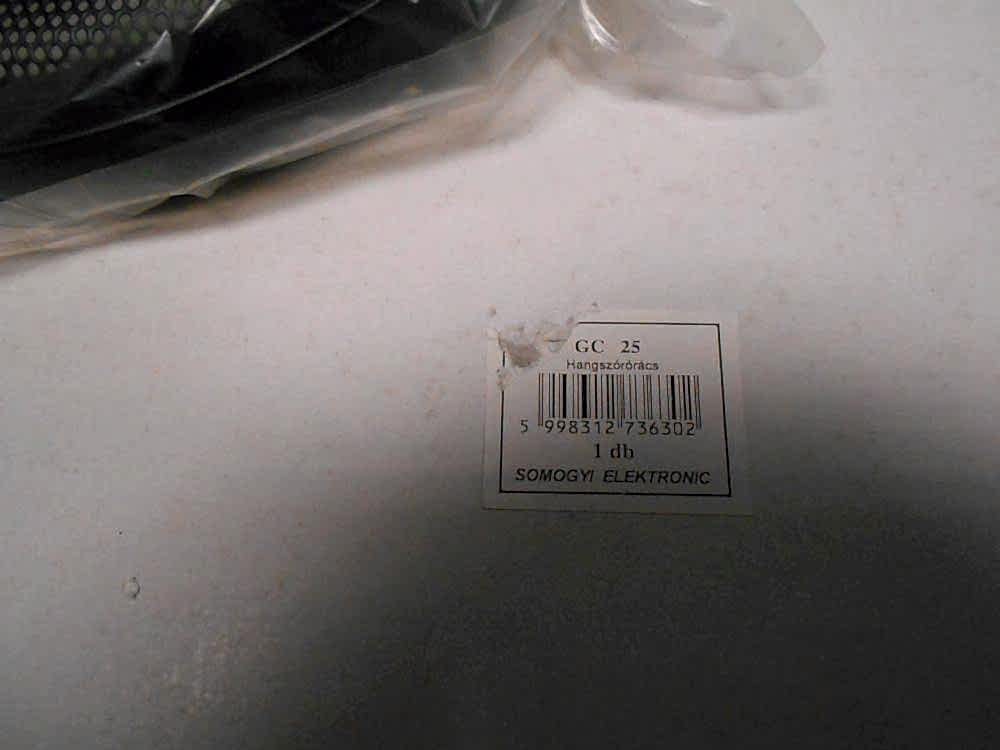 GC 25
Hangszórórács
5 998312 736302
1 db
SOMOGYI ELEKTRONIC